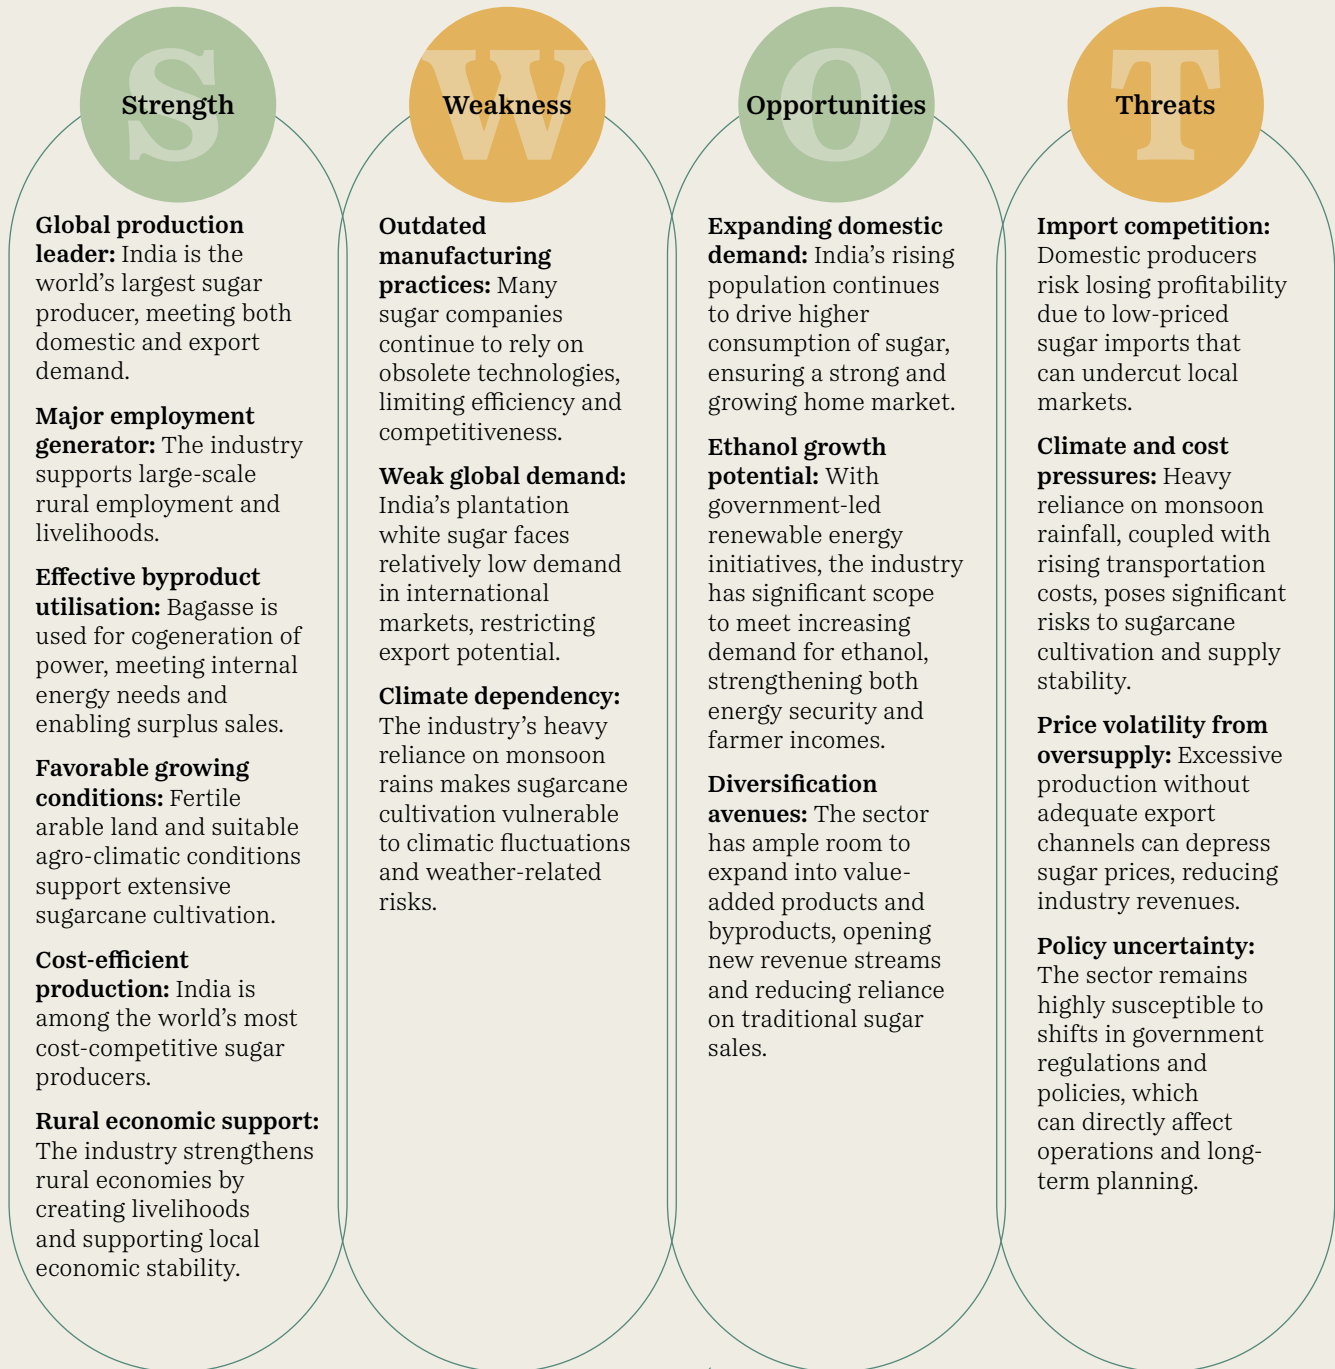 S
Strength
Global production
leader: India is the
world’s largest sugar
producer, meeting both
domestic and export
demand.
Major employment
generator: The industry
supports large-scale
rural employment and
livelihoods.
Effective byproduct
utilisation: Bagasse is
used for cogeneration of
power, meeting internal
energy needs and
enabling surplus sales.
Favorable growing
conditions: Fertile
arable land and suitable
agro-climatic conditions
support extensive
sugarcane cultivation.
Cost-efficient
production: India is
among the world’s most
cost-competitive sugar
producers.
Rural economic support:
The industry strengthens
rural economies by
creating livelihoods
and supporting local
economic stability.
W
Weakness
Outdated
manufacturing
practices: Many
sugar companies
continue to rely on
obsolete technologies,
limiting efficiency and
competitiveness.
Weak global demand:
India’s plantation
white sugar faces
relatively low demand
in international
markets, restricting
export potential.
Climate dependency:
The industry’s heavy
reliance on monsoon
rains makes sugarcane
cultivation vulnerable
to climatic fluctuations
and weather-related
risks.
O
Opportunities
Expanding domestic
demand: India’s rising
population continues
to drive higher
consumption of sugar,
ensuring a strong and
growing home market.
Ethanol growth
potential: With
government-led
renewable energy
initiatives, the industry
has significant scope
to meet increasing
demand for ethanol,
strengthening both
energy security and
farmer incomes.
Diversification
avenues: The sector
has ample room to
expand into value-
added products and
byproducts, opening
new revenue streams
and reducing reliance
on traditional sugar
sales.
T
Threats
Import competition:
Domestic producers
risk losing profitability
due to low-priced
sugar imports that
can undercut local
markets.
Climate and cost
pressures: Heavy
reliance on monsoon
rainfall, coupled with
rising transportation
costs, poses significant
risks to sugarcane
cultivation and supply
stability.
Price volatility from
oversupply: Excessive
production without
adequate export
channels can depress
sugar prices, reducing
industry revenues.
Policy uncertainty:
The sector remains
highly susceptible to
shifts in government
regulations and
policies, which
can directly affect
operations and long-
term planning.